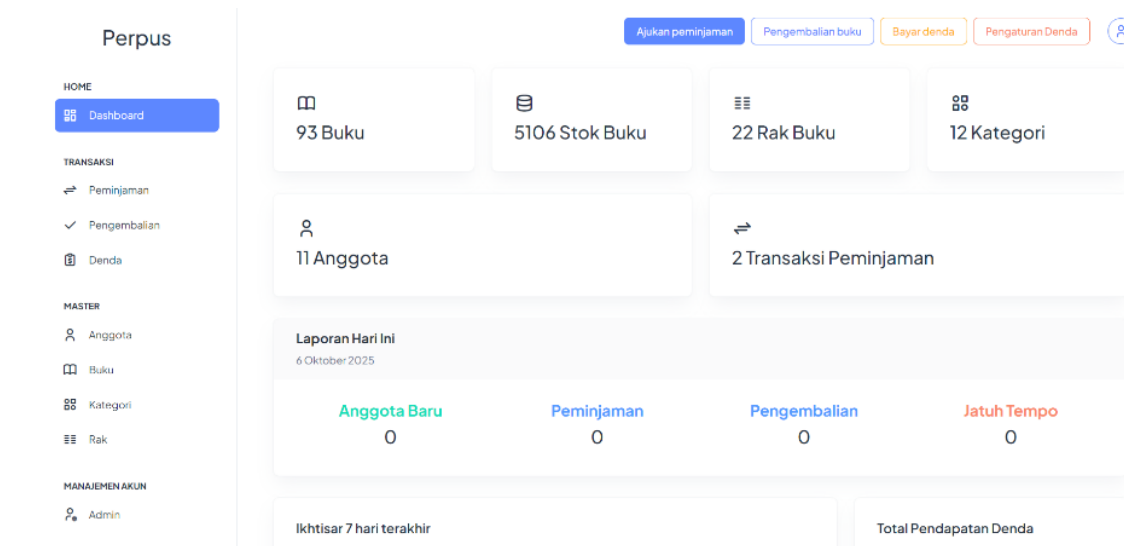 Perpus
Ajukan peminjaman
Pengembalian buku
Bayar denda
Pengaturan Denda
HOME
Dashboard
TRANSAKSI
Peminjaman
Pengembalian
Denda
MASTER
Anggota
Buku
Kategori
Rak
MANAJEMEN AKUN
Admin
93 Buku
5106 Stok Buku
22 Rak Buku
12 Kategori
11 Anggota
2 Transaksi Peminjaman
Laporan Hari Ini
6 Oktober 2025
Anggota Baru
0
Peminjaman
0
Pengembalian
0
Jatuh Tempo
0
Ikhtisar 7 hari terakhir
Total Pendapatan Denda